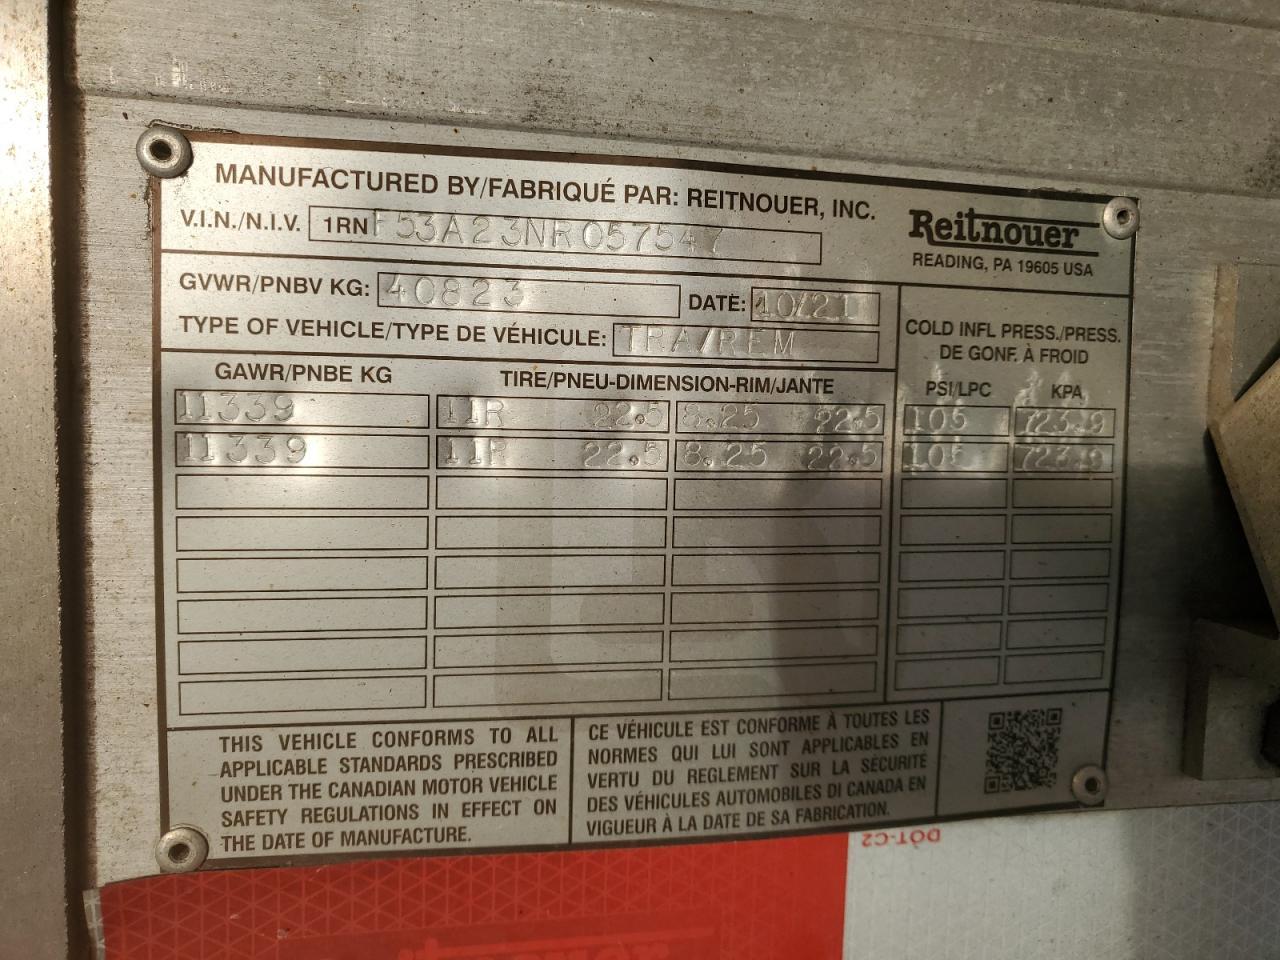 MANUFACTURED BY/FABRIQUÉ PAR: REITNOUER, INC.
V.I.N./N.I.V. 1RNF53A23NR057547
Reitnouer
READING, PA 19605 USA
GVWR/PNBV KG: 40823 DATE: 10/21
TYPE OF VEHICLE/TYPE DE VÉHICULE: TRA/REM
COLD INFL PRESS./PRESS.
DE GONF. À FROID
GAWR/PNBE KG TIRE/PNEU-DIMENSION-RIM/JANTE PSI/LPC KPA
11339 11R 22.5 8.25 22.5 105 723.9
11339 11R 22.5 8.25 22.5 105 723.9
THIS VEHICLE CONFORMS TO ALL
APPLICABLE STANDARDS PRESCRIBED
UNDER THE CANADIAN MOTOR VEHICLE
SAFETY REGULATIONS IN EFFECT ON
THE DATE OF MANUFACTURE.
CE VÉHICULE EST CONFORME À TOUTES LES
NORMES QUI LUI SONT APPLICABLES EN
VERTU DU REGLEMENT SUR LA SÉCURITÉ
DES VÉHICULES AUTOMOBILES DI CANADA EN
VIGUEUR À LA DATE DE SA FABRICATION.
DOT-C2